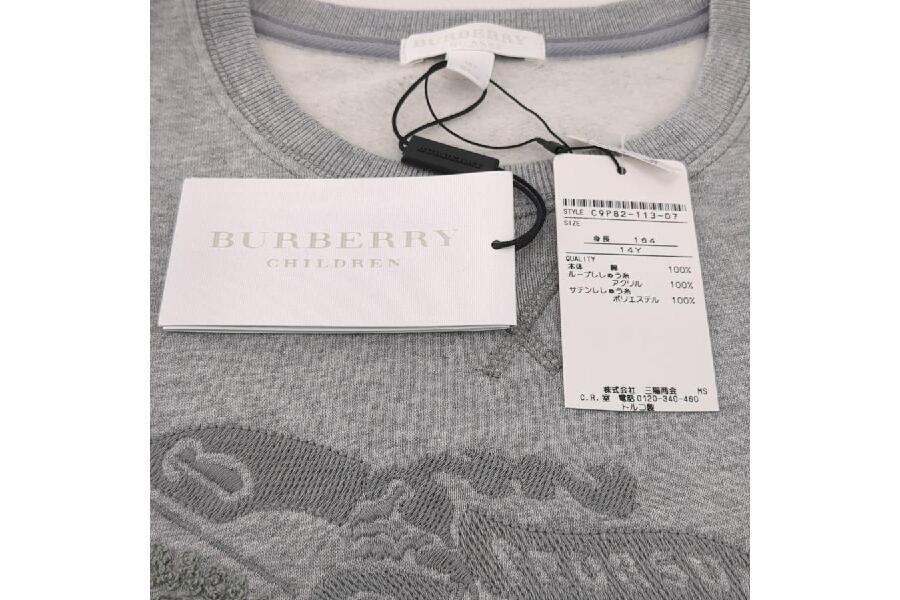 BURBERRY
BURBERRY
BURBERRY
CHILDREN
STYLE C9P82-113-07
SIZE
身長 164
14Y
QUALITY
本体 綿 100%
ループししゅう糸
アクリル 100%
サテンししゅう糸
ポリエステル 100%
株式会社 三陽商会 MS
C.R.室 電話0120-340-460
トルコ製